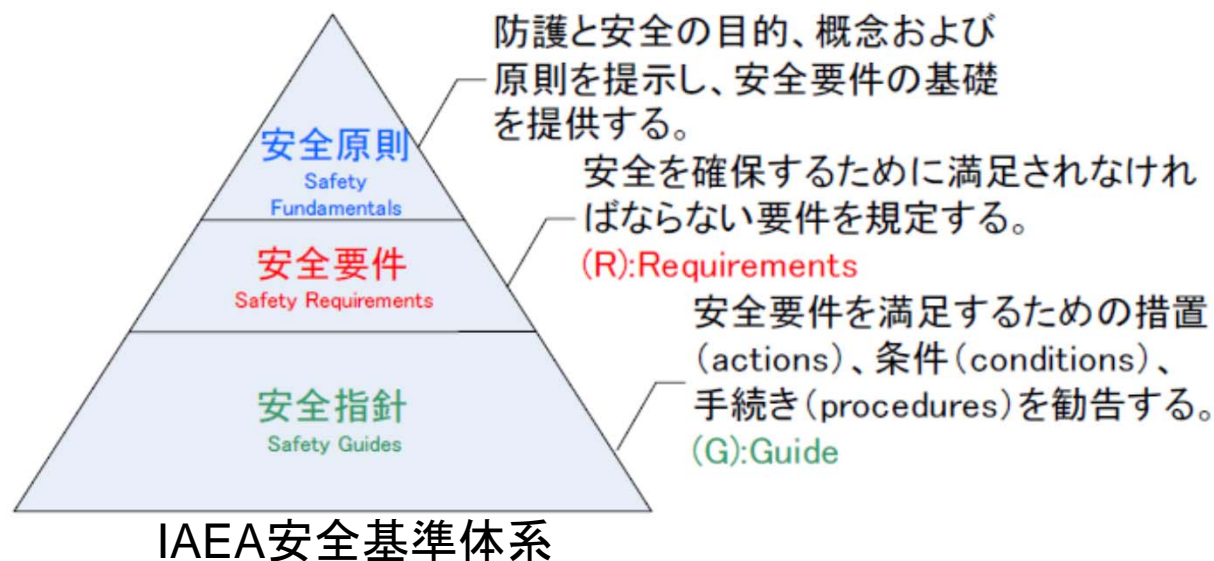 防護と安全の目的、概念および
原則を提示し、安全要件の基礎
を提供する。
安全原則
Safety
Fundamentals
安全を確保するために満足されなけれ
ばならない要件を規定する。
(R):Requirements
安全要件
Safety Requirements
安全要件を満足するための措置
(actions)、条件(conditions)、
手続き(procedures)を勧告する。
(G):Guide
安全指針
Safety Guides
IAEA安全基準体系